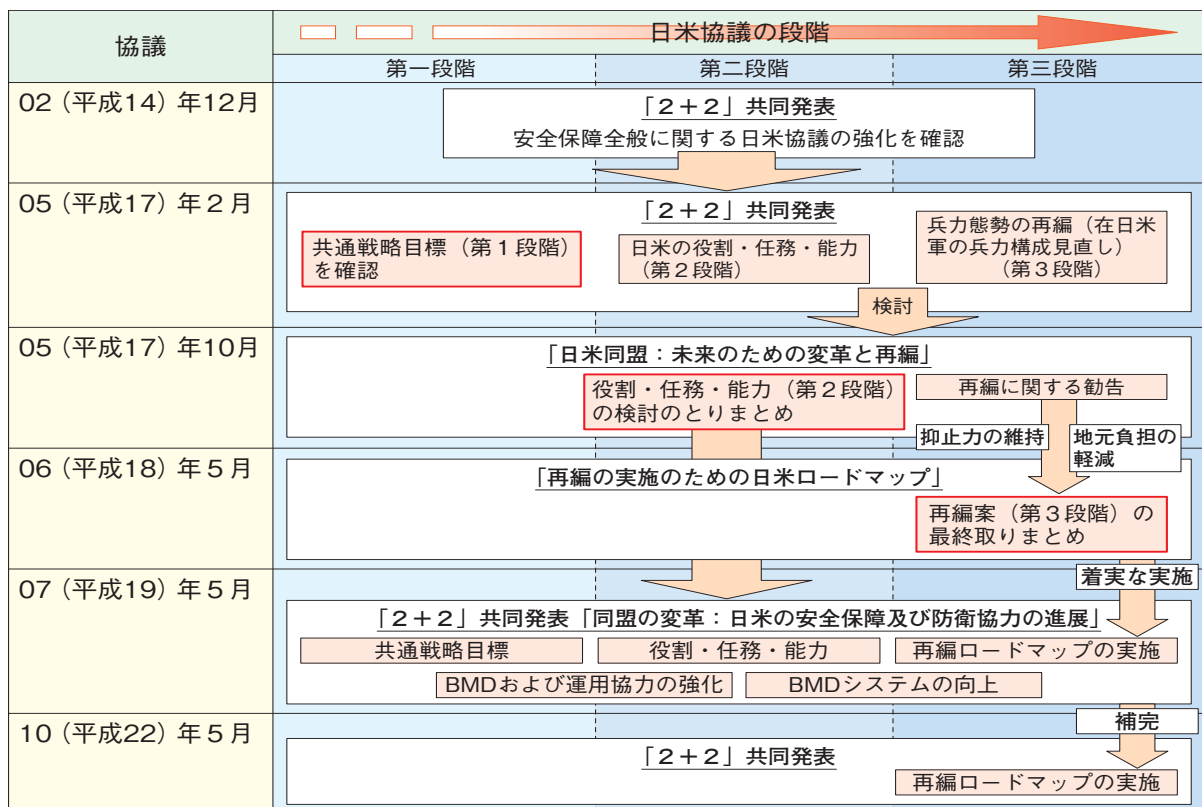 協議
日米協議の段階
第一段階
第二段階
第三段階
02（平成14）年12月
「２＋２」共同発表
安全保障全般に関する日米協議の強化を確認
05（平成17）年２月
「２＋２」共同発表
共通戦略目標（第１段階）
を確認
日米の役割・任務・能力
（第２段階）
兵力態勢の再編（在日米
軍の兵力構成見直し）
（第３段階）
検討
05（平成17）年10月
「日米同盟：未来のための変革と再編」
役割・任務・能力（第２段階）
の検討のとりまとめ
再編に関する勧告
抑止力の維持
地元負担の
軽減
06（平成18）年５月
「再編の実施のための日米ロードマップ」
再編案（第３段階）の
最終取りまとめ
着実な実施
07（平成19）年５月
「２＋２」共同発表「同盟の変革：日米の安全保障及び防衛協力の進展」
共通戦略目標
役割・任務・能力
再編ロードマップの実施
BMDおよび運用協力の強化
BMDシステムの向上
補完
10（平成22）年５月
「２＋２」共同発表
再編ロードマップの実施